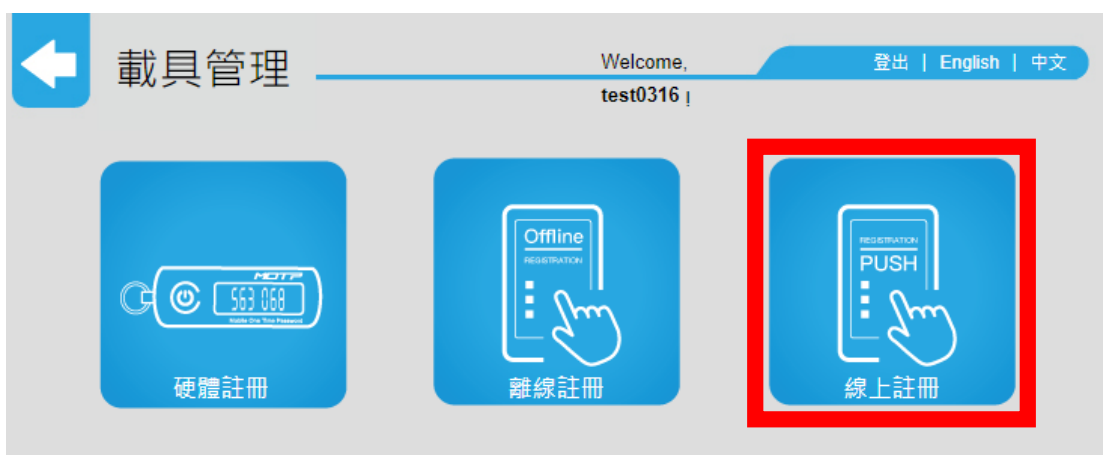 載具管理
Welcome,
test0316
登出 | English | 中文
MOTP
563 068
Mobile One Time Password
硬體註冊
Offline
REGISTRATION
離線註冊
REGISTRATION
PUSH
線上註冊